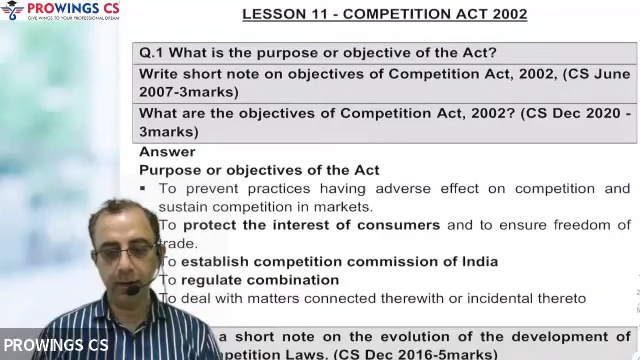 PROWINGS CS
GIVE WINGS TO YOUR PROFESSIONAL DREAM
LESSON 11 - COMPETITION ACT 2002
Q.1 What is the purpose or objective of the Act?
Write short note on objectives of Competition Act, 2002, (CS June
2007-3marks)
What are the objectives of Competition Act, 2002? (CS Dec 2020 -
3marks)
Answer
Purpose or objectives of the Act
▪ To prevent practices having adverse effect on competition and
sustain competition in markets.
To protect the interest of consumers and to ensure freedom of
trade.
To establish competition commission of India
To regulate combination
To deal with matters connected therewith or incidental thereto
a short note on the evolution of the development of
Laws. (CS Dec 2016-5marks)
PROWINGS CS